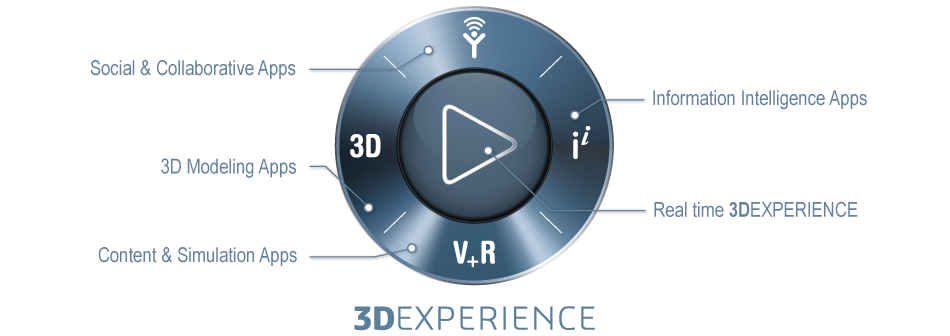 Social & Collaborative Apps
Information Intelligence Apps
3D
i i
3D Modeling Apps
Real time 3DEXPERIENCE
Content & Simulation Apps
V+R
3DEXPERIENCE